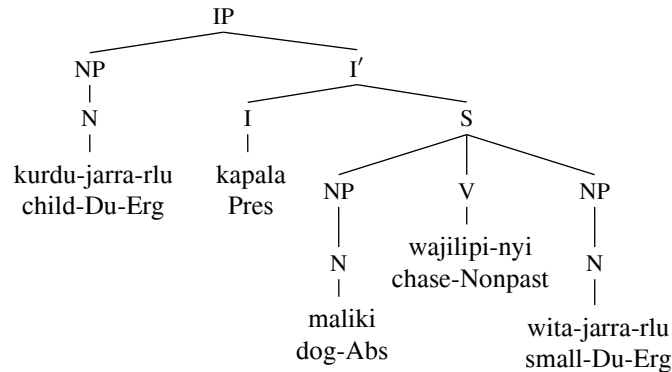 IP
NP I′
N I S
kurdu-jarra-rlu kapala
child-Du-Erg Pres
NP V NP
wajilipi-nyi
N chase-Nonpast N
maliki wita-jarra-rlu
dog-Abs small-Du-Erg